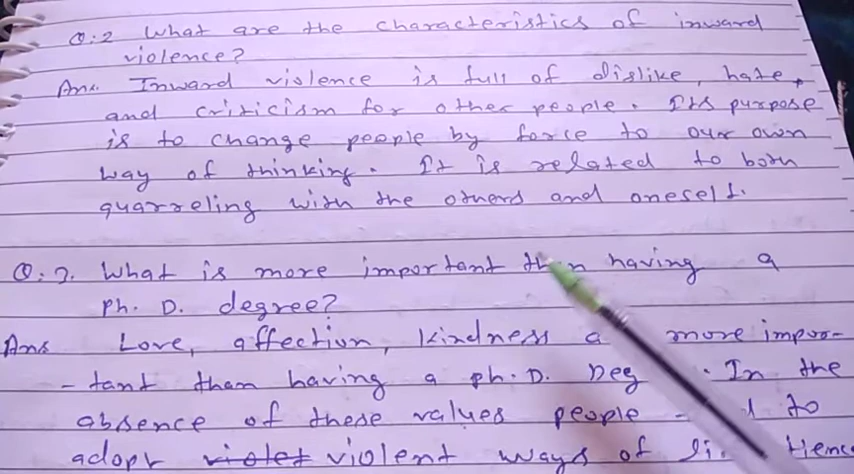 Q.2 What are the characteristics of inward
violence?
Ans. Inward violence is full of dislike, hate,
and criticism for other people. Its purpose
is to change people by force to our own
way of thinking. It is related to both
quarreling with the others and oneself.
Q.3. What is more important than having a
Ph. D. degree?
Ans Love, affection, kindness a more impor-
- tant than having a Ph.D. Deg . In the
absence of these values people to
adopt violet violent ways of Hence